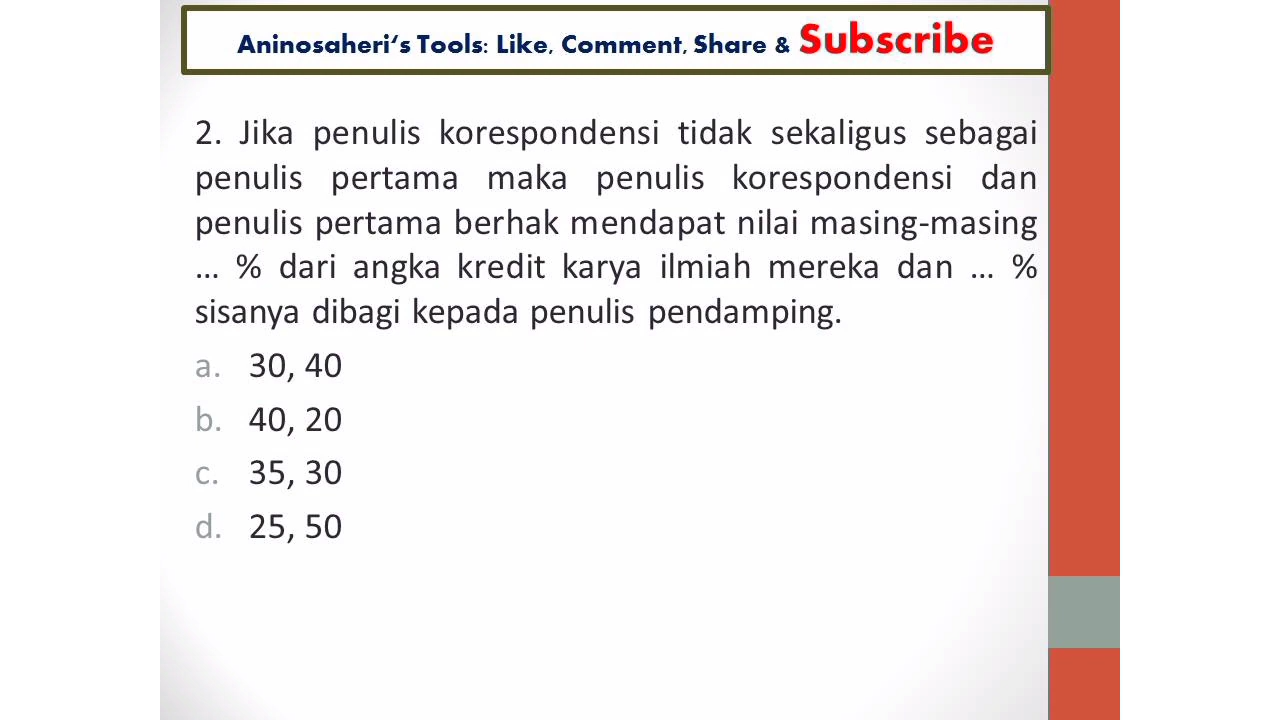 Aninosaheri’s Tools: Like, Comment, Share & Subscribe
2. Jika penulis korespondensi tidak sekaligus sebagai
penulis pertama maka penulis korespondensi dan
penulis pertama berhak mendapat nilai masing-masing
... % dari angka kredit karya ilmiah mereka dan ... %
sisanya dibagi kepada penulis pendamping.
a. 30, 40
b. 40, 20
c. 35, 30
d. 25, 50